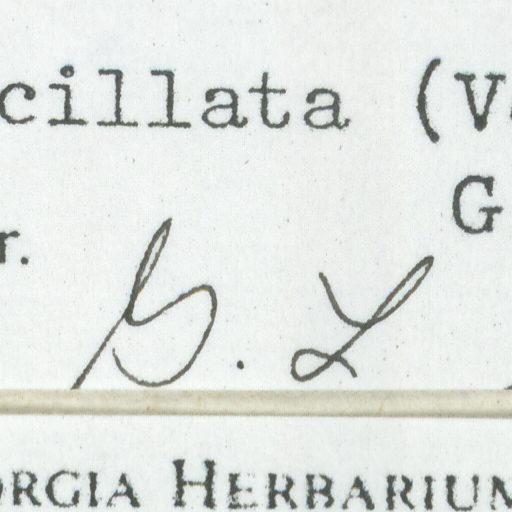 cillata (V
G
r.
G. L
ORGIA HERBARIUM